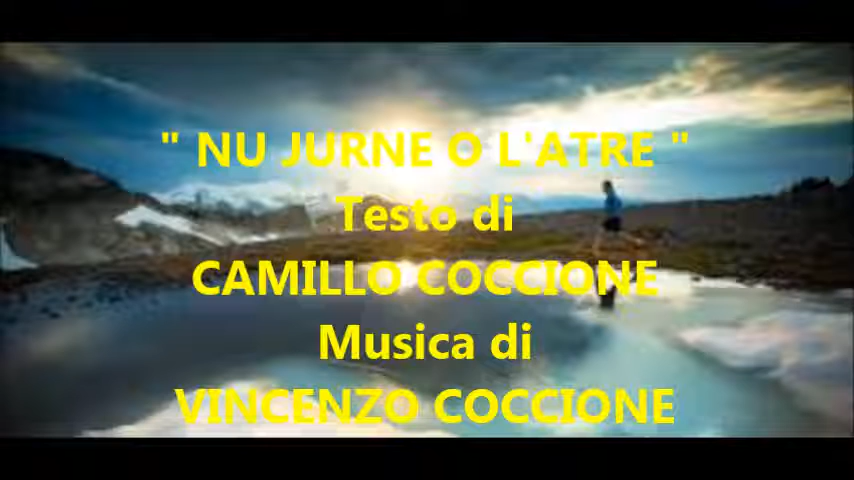 " NU JURNE O L'ATRE "
Testo di
CAMILLO COCCIONE
Musica di
VINCENZO COCCIONE